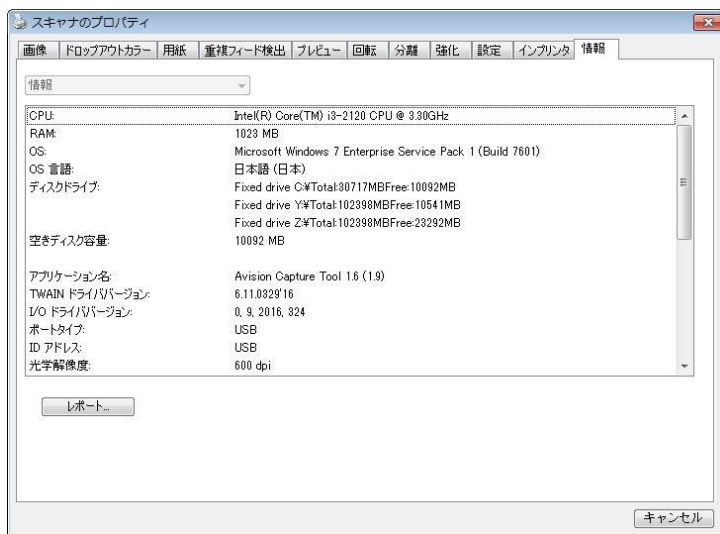 スキャナのプロパティ
画像 ドロップアウトカラー 用紙 重複フィード検出 プレビュー 回転 分離 強化 設定 インプリンタ 情報
情報
CPU: Intel(R) Core(TM) i3-2120 CPU @ 3.30GHz
RAM: 1023 MB
OS: Microsoft Windows 7 Enterprise Service Pack 1 (Build 7601)
OS 言語: 日本語 (日本)
ディスクドライブ: Fixed drive C:¥Total:30717MBFree:10092MB
Fixed drive Y:¥Total:102398MBFree:10541MB
Fixed drive Z:¥Total:102398MBFree:23292MB
空きディスク容量: 10092 MB
アプリケーション名: Avision Capture Tool 1.6 (1.9)
TWAIN ドライババージョン: 6.11.0329'16
I/O ドライババージョン: 0, 9, 2016, 324
ポートタイプ: USB
ID アドレス: USB
光学解像度: 600 dpi
レポート...
キャンセル